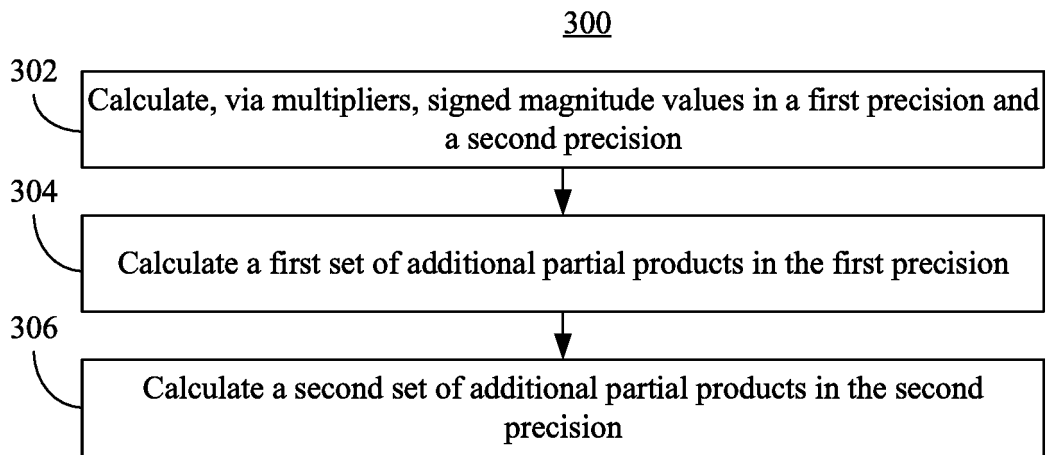 300
302
Calculate, via multipliers, signed magnitude values in a first precision and
a second precision
304
Calculate a first set of additional partial products in the first precision
306
Calculate a second set of additional partial products in the second
precision